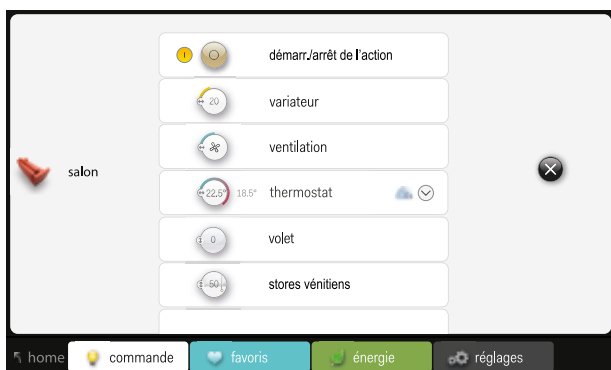 démarr./arrêt de l'action
20 variateur
ventilation
salon
22.5° 18.5° thermostat
0 volet
50 stores vénitiens
home commande favoris énergie réglages